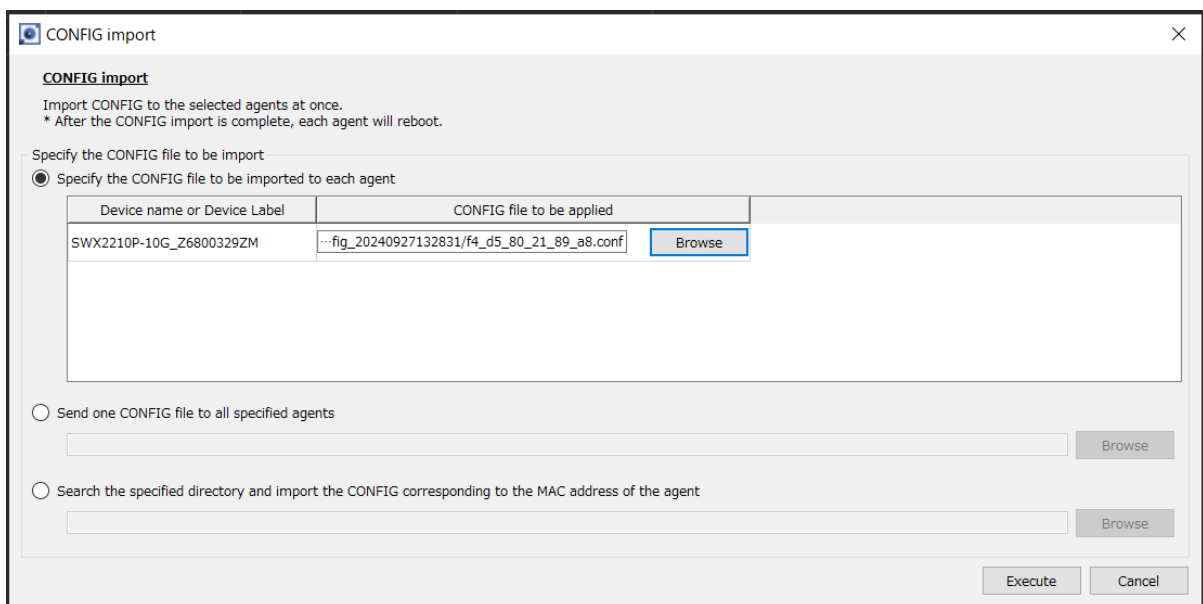 CONFIG import
CONFIG import
Import CONFIG to the selected agents at once.
* After the CONFIG import is complete, each agent will reboot.
Specify the CONFIG file to be import
Specify the CONFIG file to be imported to each agent
Device name or Device Label CONFIG file to be applied
SWX2210P-10G_Z6800329ZM ···fig_20240927132831/f4_d5_80_21_89_a8.conf Browse
Send one CONFIG file to all specified agents
Browse
Search the specified directory and import the CONFIG corresponding to the MAC address of the agent
Browse
Execute Cancel